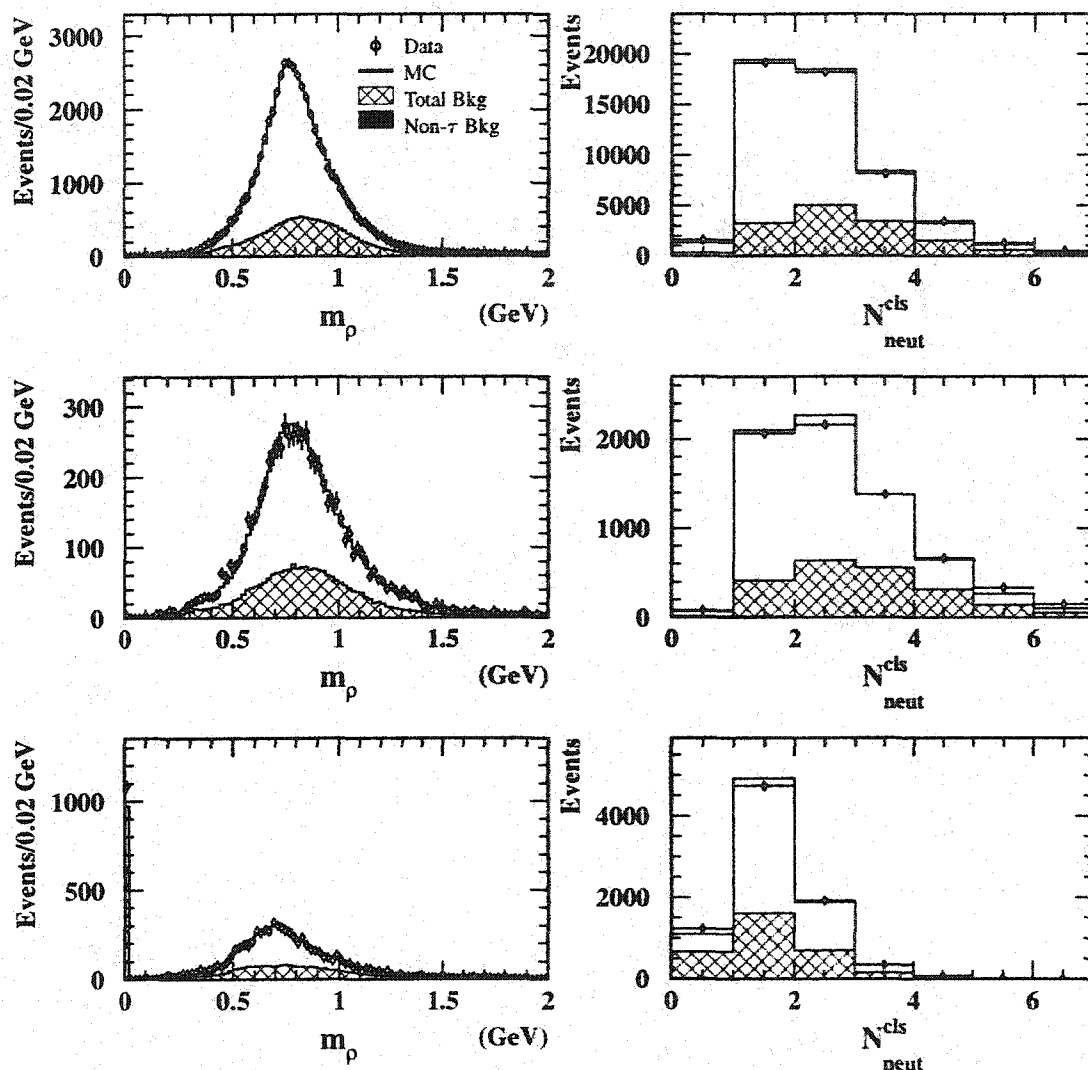 Events/0.02 GeV
3000
2000
1000
0
0 0.5 1 1.5 2
m_ρ (GeV)
Data
MC
Total Bkg
Non-τ Bkg
Events
20000
15000
10000
5000
0
0 2 4 6
N^cls_neut
Events/0.02 GeV
300
200
100
0
0 0.5 1 1.5 2
m_ρ (GeV)
Events
2000
1000
0
0 2 4 6
N^cls_neut
Events/0.02 GeV
1000
500
0
0 0.5 1 1.5 2
m_ρ (GeV)
Events
4000
2000
0
0 2 4 6
N^cls_neut